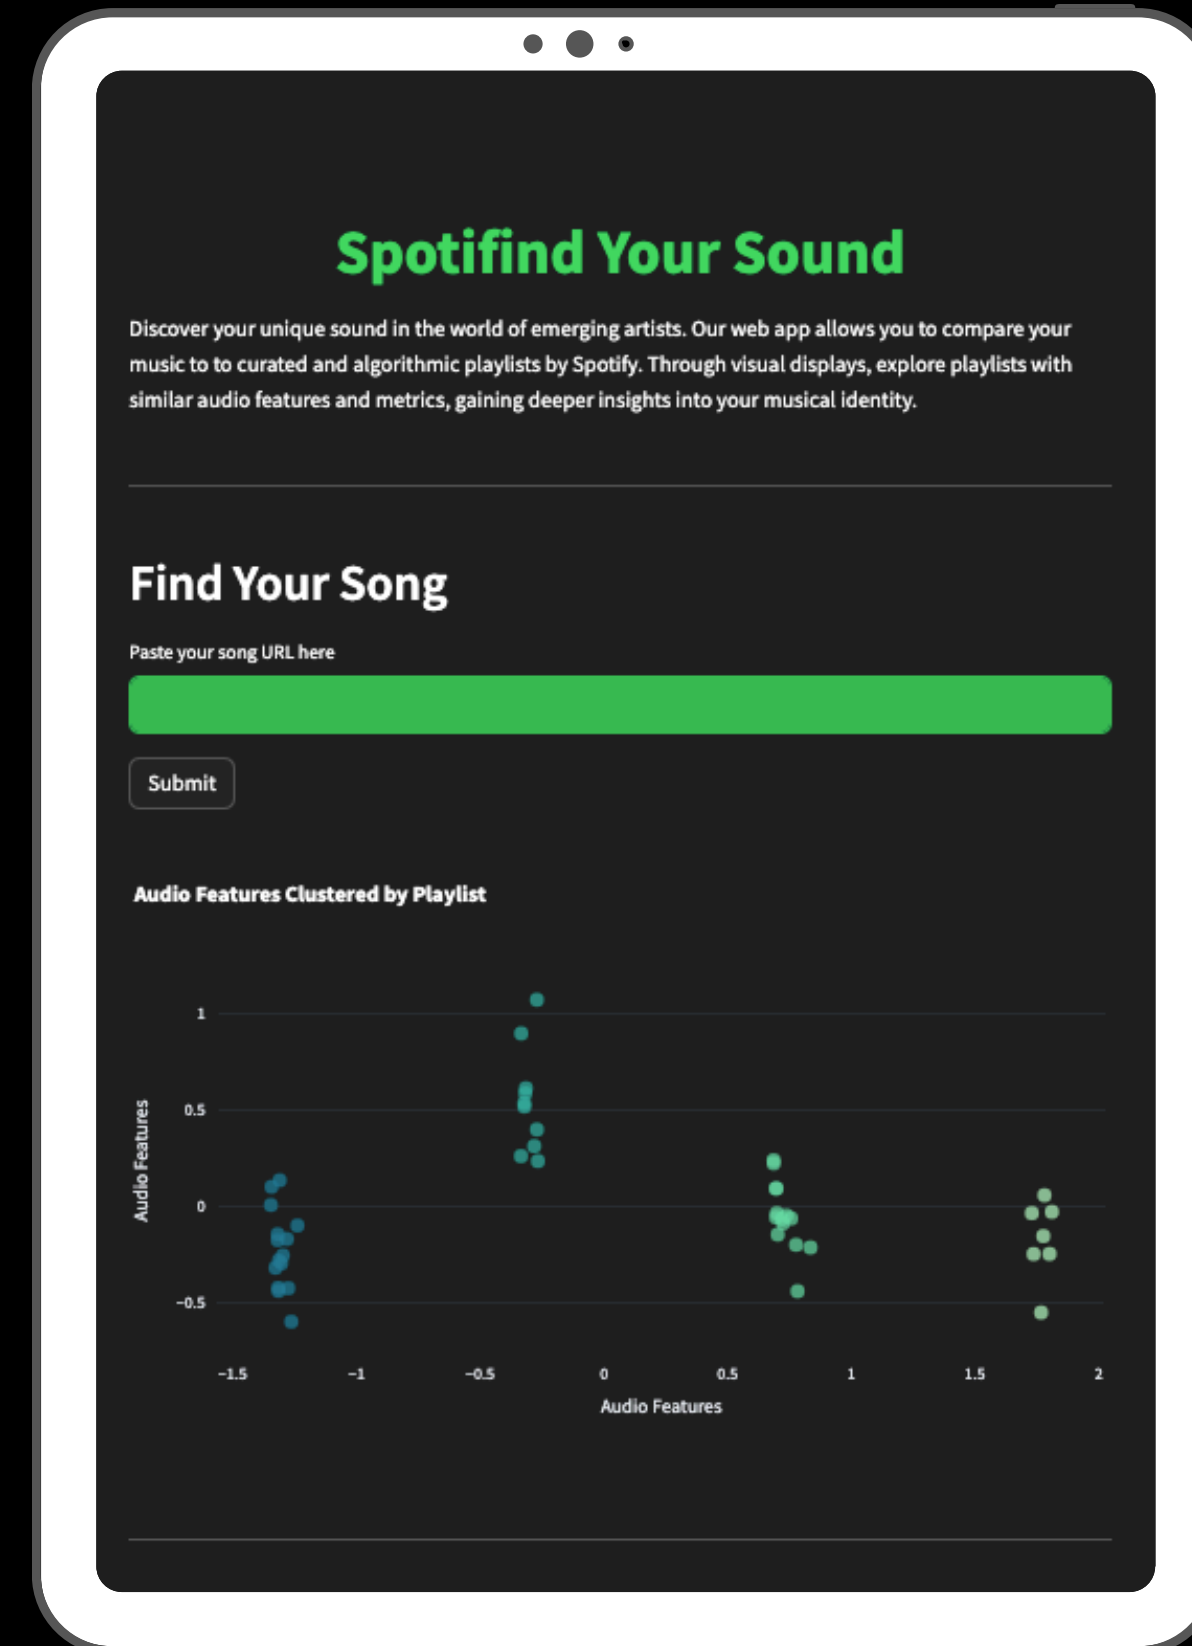 Spotifind Your Sound
Discover your unique sound in the world of emerging artists. Our web app allows you to compare your
music to to curated and algorithmic playlists by Spotify. Through visual displays, explore playlists with
similar audio features and metrics, gaining deeper insights into your musical identity.
Find Your Song
Paste your song URL here
Submit
Audio Features Clustered by Playlist
1
0.5
0
−0.5
Audio Features
−1.5 −1 −0.5 0 0.5 1 1.5 2
Audio Features